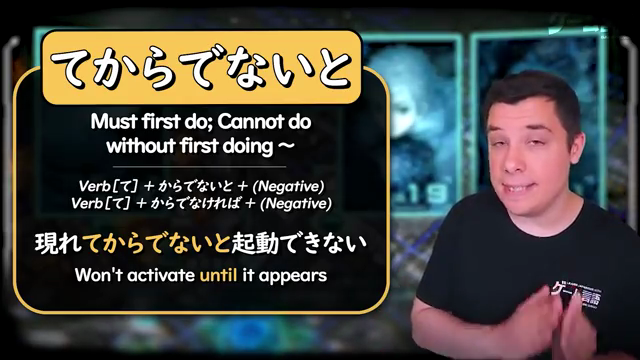 てからでないと
Must first do; Cannot do
without first doing ～
Verb[て] + からでないと + (Negative)
Verb[て] + からでなければ + (Negative)
現れてからでないと起動できない
Won't activate until it appears
.19